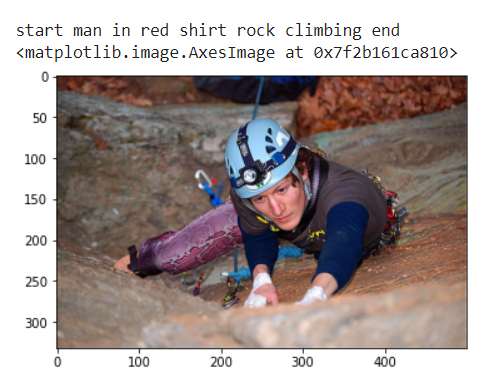 start man in red shirt rock climbing end
<matplotlib.image.AxesImage at 0x7f2b161ca810>
0
50
100
150
200
250
300
0 100 200 300 400